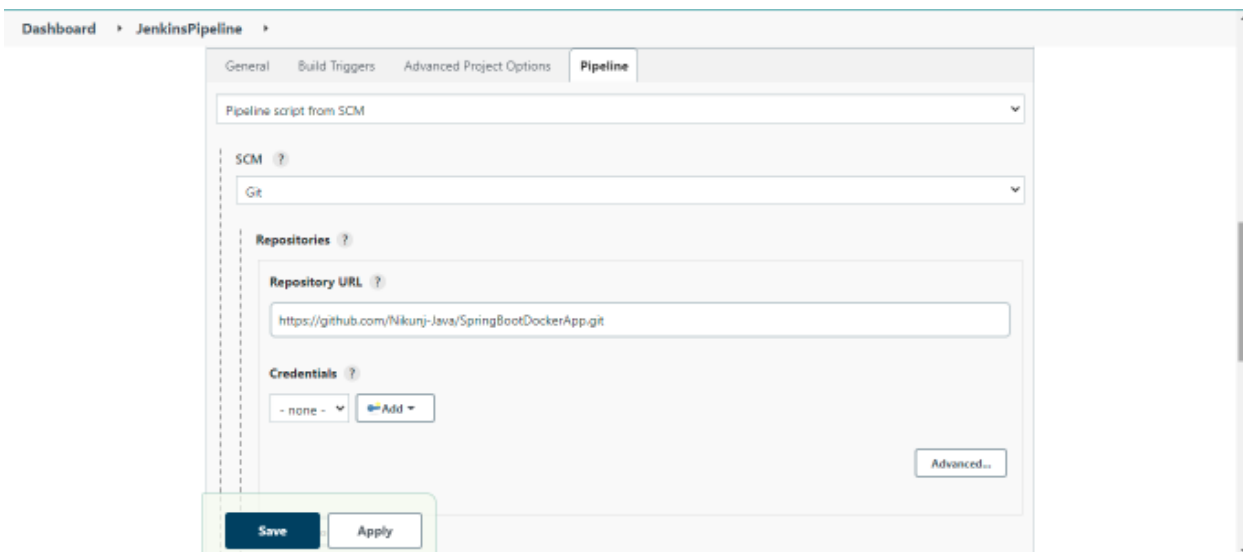 Dashboard JenkinsPipeline
General Build Triggers Advanced Project Options Pipeline
Pipeline script from SCM
SCM ?
Git
Repositories ?
Repository URL ?
https://github.com/Nikunj-Java/SpringBootDockerApp.git
Credentials ?
- none - Add
Advanced...
Save Apply